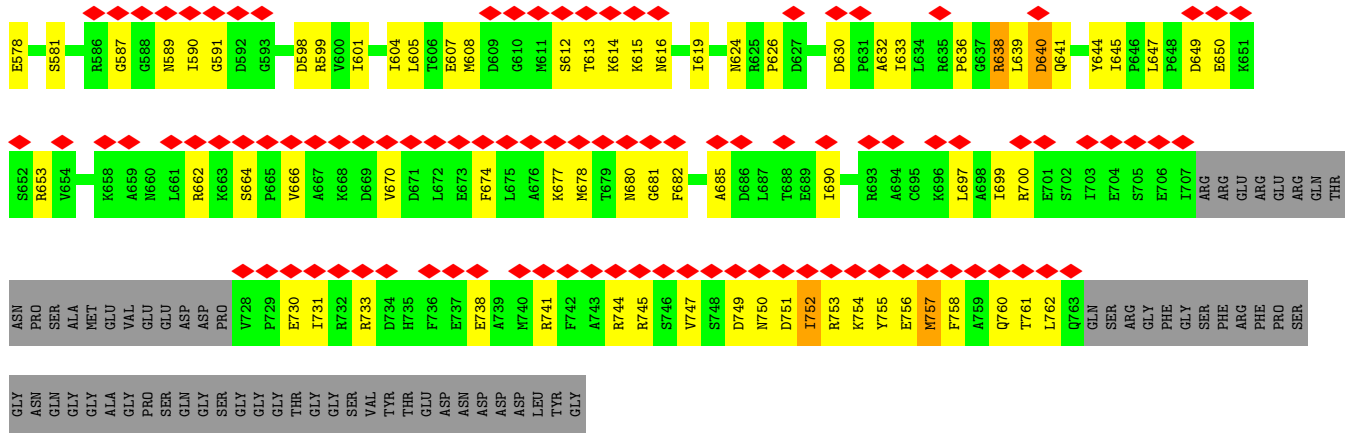 E578 S581 R586 G587 G588 N589 I590 G591 D592 G593 D598 R599 V600 I601 I604 L605 T606 E607 M608 D609 G610 M611 S612 T613 K614 K615 N616 I619 N624 R625 P626 D627 D630 P631 A632 I633 L634 R635 P636 G637 R638 L639 D640 Q641 Y644 I645 P646 L647 P648 D649 E650 K651
S652 R653 V654 K658 A659 N660 L661 R662 K663 S664 P665 V666 A667 K668 D669 V670 D671 L672 E673 F674 L675 A676 K677 M678 T679 N680 G681 F682 A685 D686 L687 T688 E689 I690 R693 A694 C695 K696 L697 A698 I699 R700 E701 S702 I703 E704 S705 E706 I707 ARG ARG GLU ARG GLU ARG GLN THR
ASN PRO SER ALA MET GLU VAL GLU GLU ASP ASP PRO V728 P729 E730 I731 R732 R733 D734 H735 F736 E737 E738 A739 M740 R741 F742 A743 R744 R745 S746 V747 S748 D749 N750 D751 I752 R753 K754 Y755 E756 M757 F758 A759 Q760 T761 L762 Q763 GLN SER ARG GLY PHE GLY SER PHE ARG PHE PRO SER
GLY ASN GLN GLY GLY ALA GLY PRO SER GLN GLY SER GLY GLY GLY THR GLY GLY SER VAL TYR THR GLU ASP ASN ASP ASP ASP LEU TYR GLY